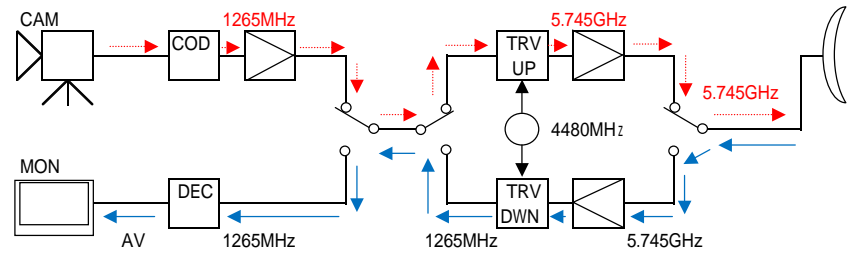 CAM
1265MHz
5.745GHz
COD
TRV
UP
5.745GHz
4480MHz
MON
DEC
TRV
DWN
AV
1265MHz
1265MHz
5.745GHz